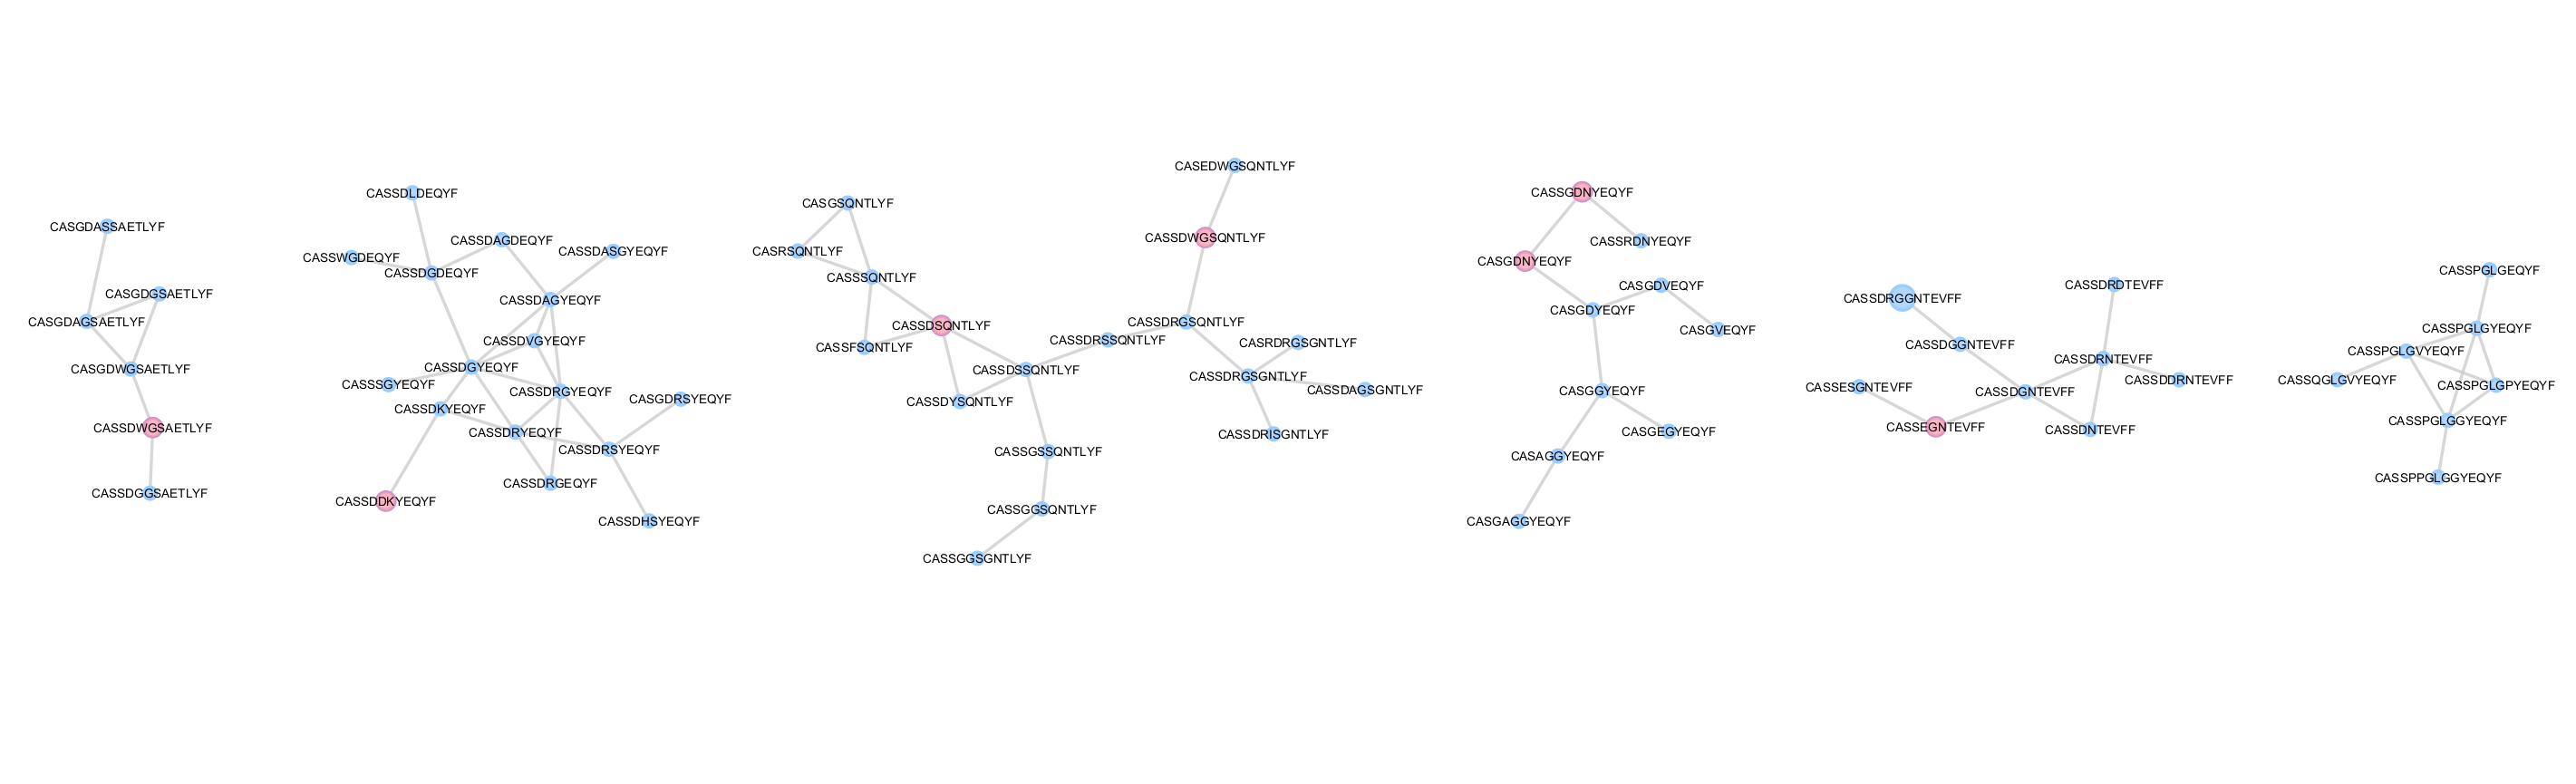 CASGDASSAETLYF
CASGDGSAETLYF
CASGDAGSAETLYF
CASGDWGSAETLYF
CASSDWGSAETLYF
CASSDGGSAETLYF
CASSDLDEQYF
CASSDAGDEQYF
CASSDASGYEQYF
CASSWGDEQYF
CASSDGDEQYF
CASSDAGYEQYF
CASSDVGYEQYF
CASSDGYEQYF
CASSSGYEQYF
CASSDRGYEQYF
CASGDRSYEQYF
CASSDKYEQYF
CASSDRYEQYF
CASSDRSYEQYF
CASSDRGEQYF
CASSDDKYEQYF
CASSDHSYEQYF
CASEDWGSQNTLYF
CASGSQNTLYF
CASSDWGSQNTLYF
CASRSQNTLYF
CASSSQNTLYF
CASSDSQNTLYF
CASSDRGSQNTLYF
CASSFSQNTLYF
CASSDRSSQNTLYF
CASRDRGSGNTLYF
CASSDSSQNTLYF
CASSDRGSGNTLYF
CASSDAGSGNTLYF
CASSDYSQNTLYF
CASSDRISGNTLYF
CASSGSSQNTLYF
CASSGGSQNTLYF
CASSGGSGNTLYF
CASSGDNYEQYF
CASSRDNYEQYF
CASGDNYEQYF
CASGDVEQYF
CASGDYEQYF
CASGVEQYF
CASGGYEQYF
CASGEGYEQYF
CASAGGYEQYF
CASGAGGYEQYF
CASSDRGGNTEVFF
CASSDRDTEVFF
CASSDGGNTEVFF
CASSDRNTEVFF
CASSESGNTEVFF
CASSDGNTEVFF
CASSDDRNTEVFF
CASSEGNTEVFF
CASSDNTEVFF
CASSPGLGEQYF
CASSPGLGYEQYF
CASSPGLGVYEQYF
CASSQGLGVYEQYF
CASSPGLGPYEQYF
CASSPGLGGYEQYF
CASSPPGLGGYEQYF